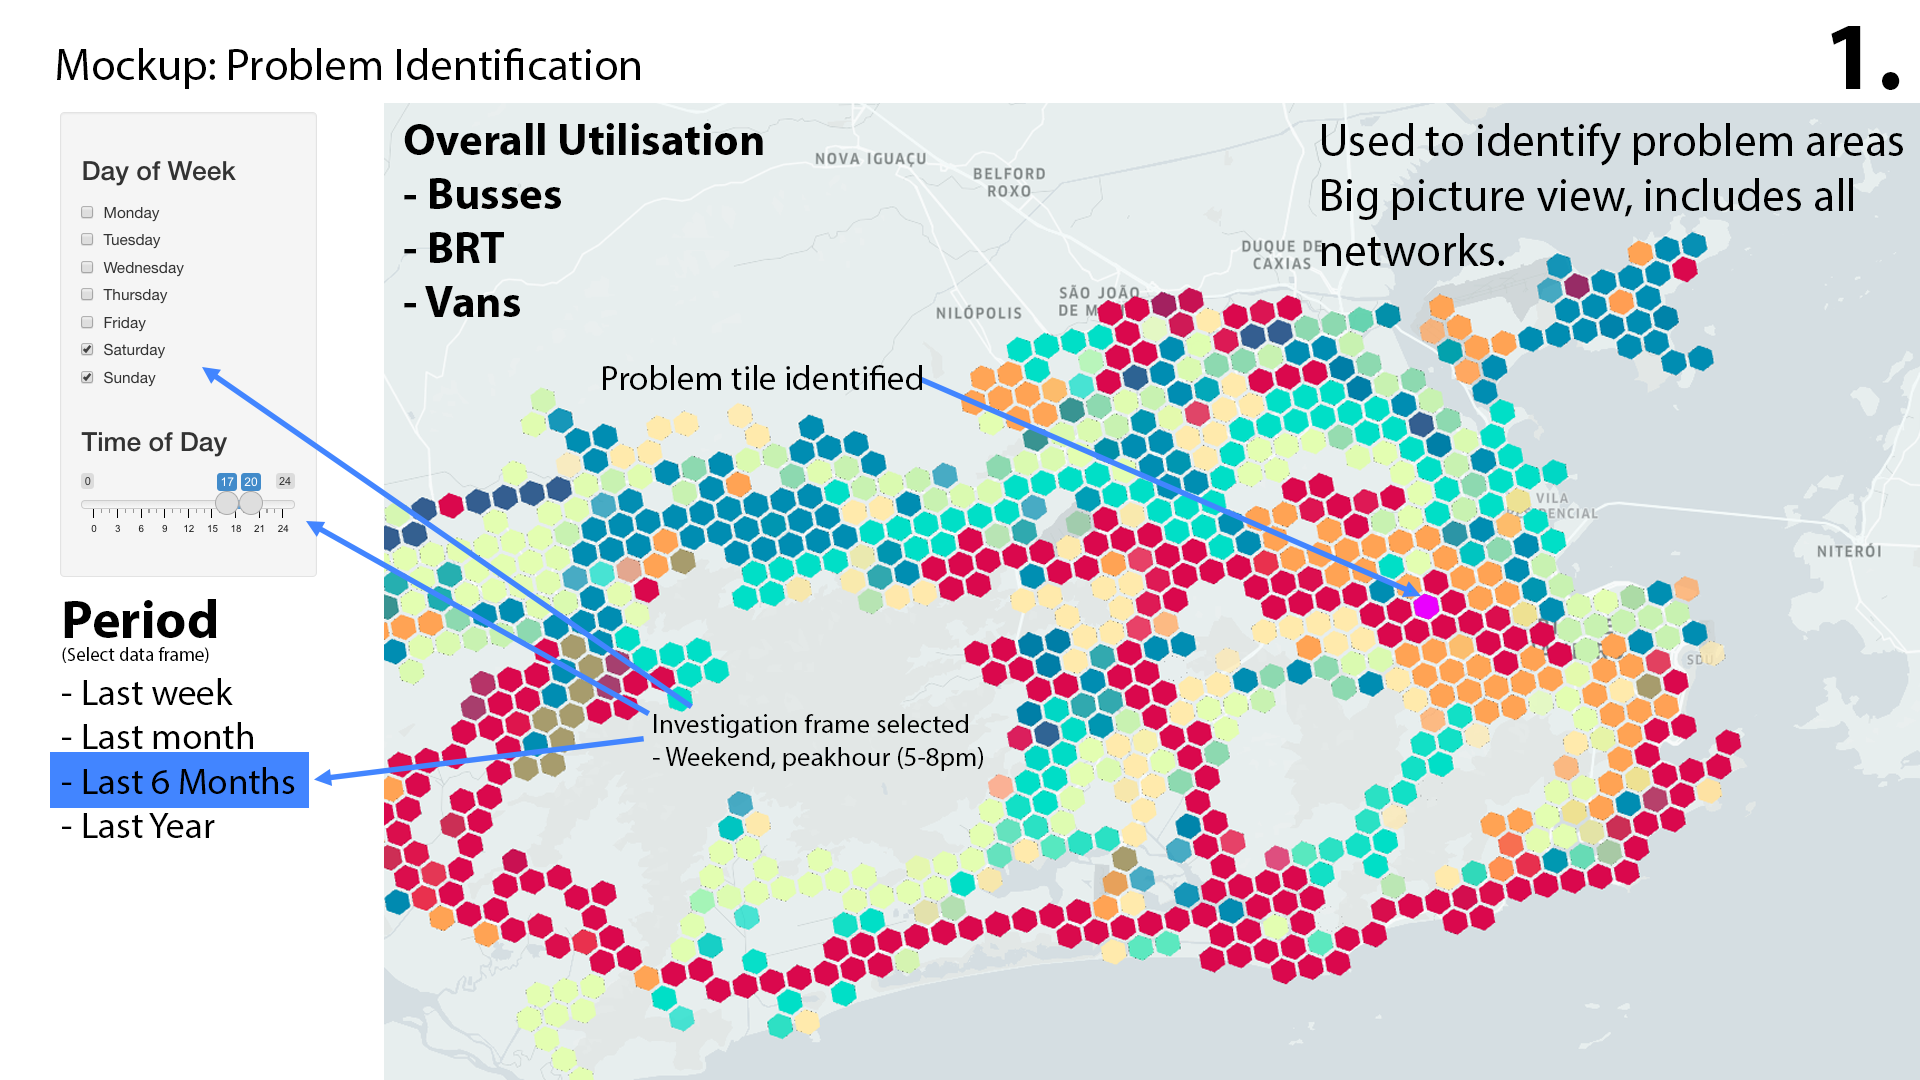 Mockup: Problem Identification
1.
Day of Week
Monday
Tuesday
Wednesday
Thursday
Friday
Saturday
Sunday
Time of Day
0 17 20 24
0 3 6 9 12 15 18 21 24
Period
(Select data frame)
- Last week
- Last month
- Last 6 Months
- Last Year
Overall Utilisation
- Busses
- BRT
- Vans
Used to identify problem areas
Big picture view, includes all
networks.
Problem tile identified
Investigation frame selected
- Weekend, peakhour (5-8pm)
NOVA IGUAÇU
BELFORD
ROXO
DUQUE DE
CAXIAS
SÃO JOÃO
DE M
NILÓPOLIS
VILA
NITERÓI
SDU